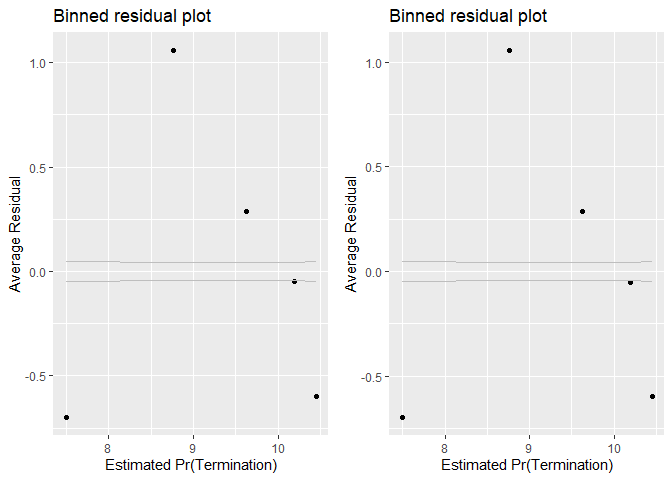 Binned residual plot
Average Residual
1.0
0.5
0.0
-0.5
8
9
10
Estimated Pr(Termination)
Binned residual plot
Average Residual
1.0
0.5
0.0
-0.5
8
9
10
Estimated Pr(Termination)